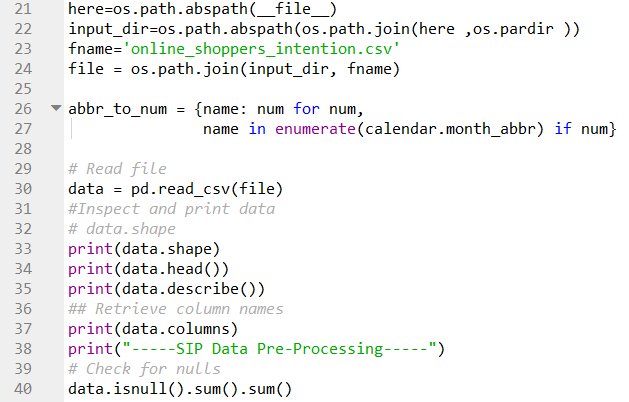 21 here=os.path.abspath(__file__)
22 input_dir=os.path.abspath(os.path.join(here ,os.pardir ))
23 fname='online_shoppers_intention.csv'
24 file = os.path.join(input_dir, fname)
25
26 abbr_to_num = {name: num for num,
27                name in enumerate(calendar.month_abbr) if num}
28
29 # Read file
30 data = pd.read_csv(file)
31 #Inspect and print data
32 # data.shape
33 print(data.shape)
34 print(data.head())
35 print(data.describe())
36 ## Retrieve column names
37 print(data.columns)
38 print("-----SIP Data Pre-Processing-----")
39 # Check for nulls
40 data.isnull().sum().sum()